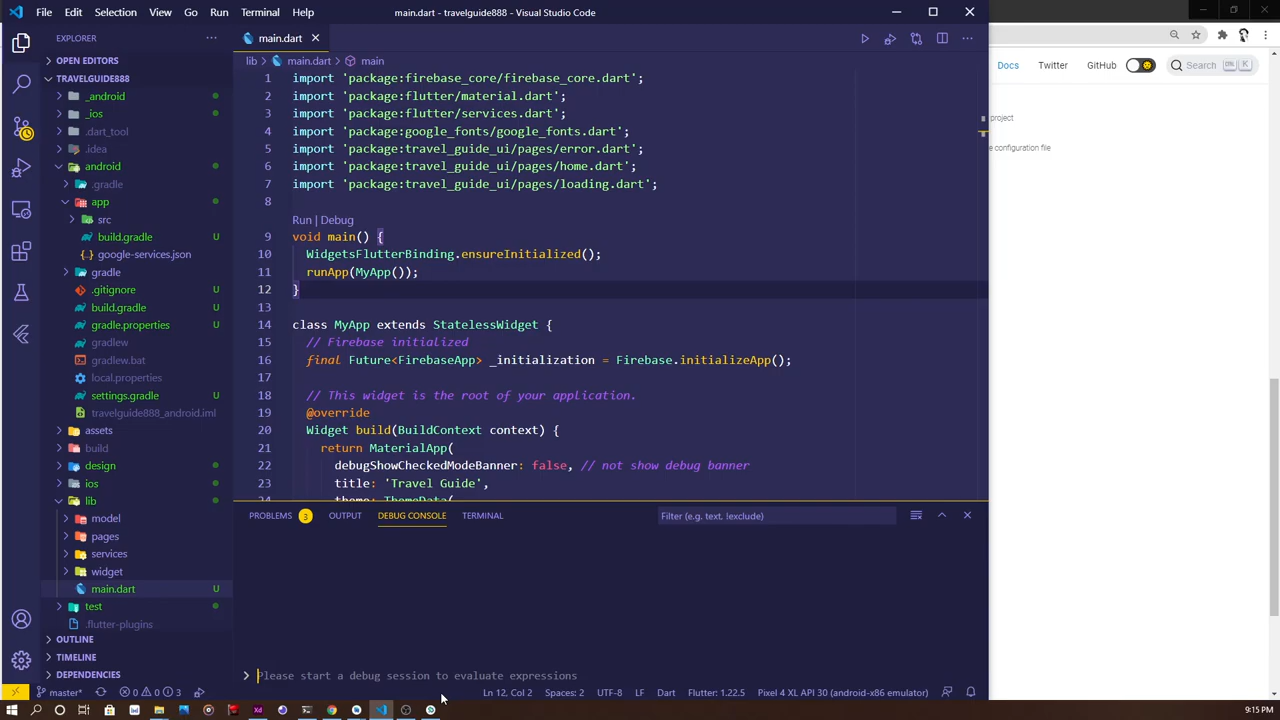 File Edit Selection View Go Run Terminal Help
main.dart - travelguide888 - Visual Studio Code
EXPLORER
OPEN EDITORS
TRAVELGUIDE888
_android
_ios
.dart_tool
.idea
android
.gradle
app
src
build.gradle U
google-services.json
gradle
.gitignore U
build.gradle U
gradle.properties U
gradlew
gradlew.bat
local.properties
settings.gradle U
travelguide888_android.iml
assets
build
design
ios
lib
model
pages
services
widget
main.dart U
test
.flutter-plugins
OUTLINE
TIMELINE
DEPENDENCIES
main.dart
lib > main.dart > main
1 import 'package:firebase_core/firebase_core.dart';
2 import 'package:flutter/material.dart';
3 import 'package:flutter/services.dart';
4 import 'package:google_fonts/google_fonts.dart';
5 import 'package:travel_guide_ui/pages/error.dart';
6 import 'package:travel_guide_ui/pages/home.dart';
7 import 'package:travel_guide_ui/pages/loading.dart';
8
Run | Debug
9 void main() {
10 WidgetsFlutterBinding.ensureInitialized();
11 runApp(MyApp());
12 }
13
14 class MyApp extends StatelessWidget {
15 // Firebase initialized
16 final Future<FirebaseApp> _initialization = Firebase.initializeApp();
17
18 // This widget is the root of your application.
19 @override
20 Widget build(BuildContext context) {
21 return MaterialApp(
22 debugShowCheckedModeBanner: false, // not show debug banner
23 title: 'Travel Guide',
24 theme: ThemeData(
PROBLEMS 3 OUTPUT DEBUG CONSOLE TERMINAL
Filter (e.g. text, !exclude)
Please start a debug session to evaluate expressions
master* 0 0 3
Ln 12, Col 2 Spaces: 2 UTF-8 LF Dart Flutter: 1.22.5 Pixel 4 XL API 30 (android-x86 emulator)
Docs Twitter GitHub Search
project
e configuration file
9:15 PM